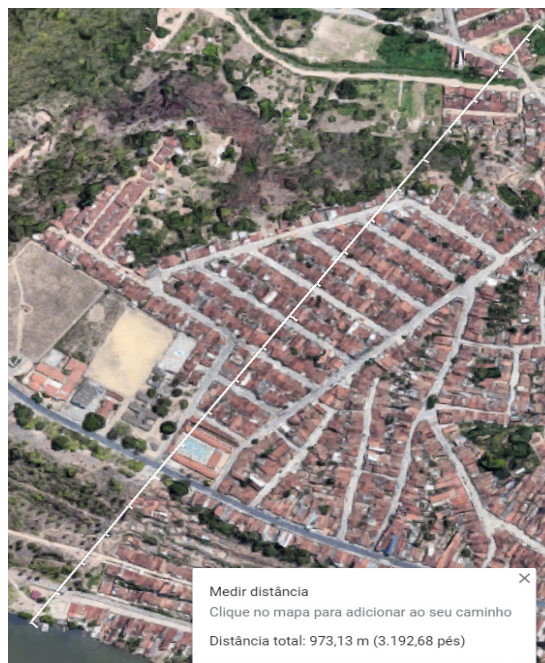 Medir distância
Clique no mapa para adicionar ao seu caminho
Distância total: 973,13 m (3.192,68 pés)